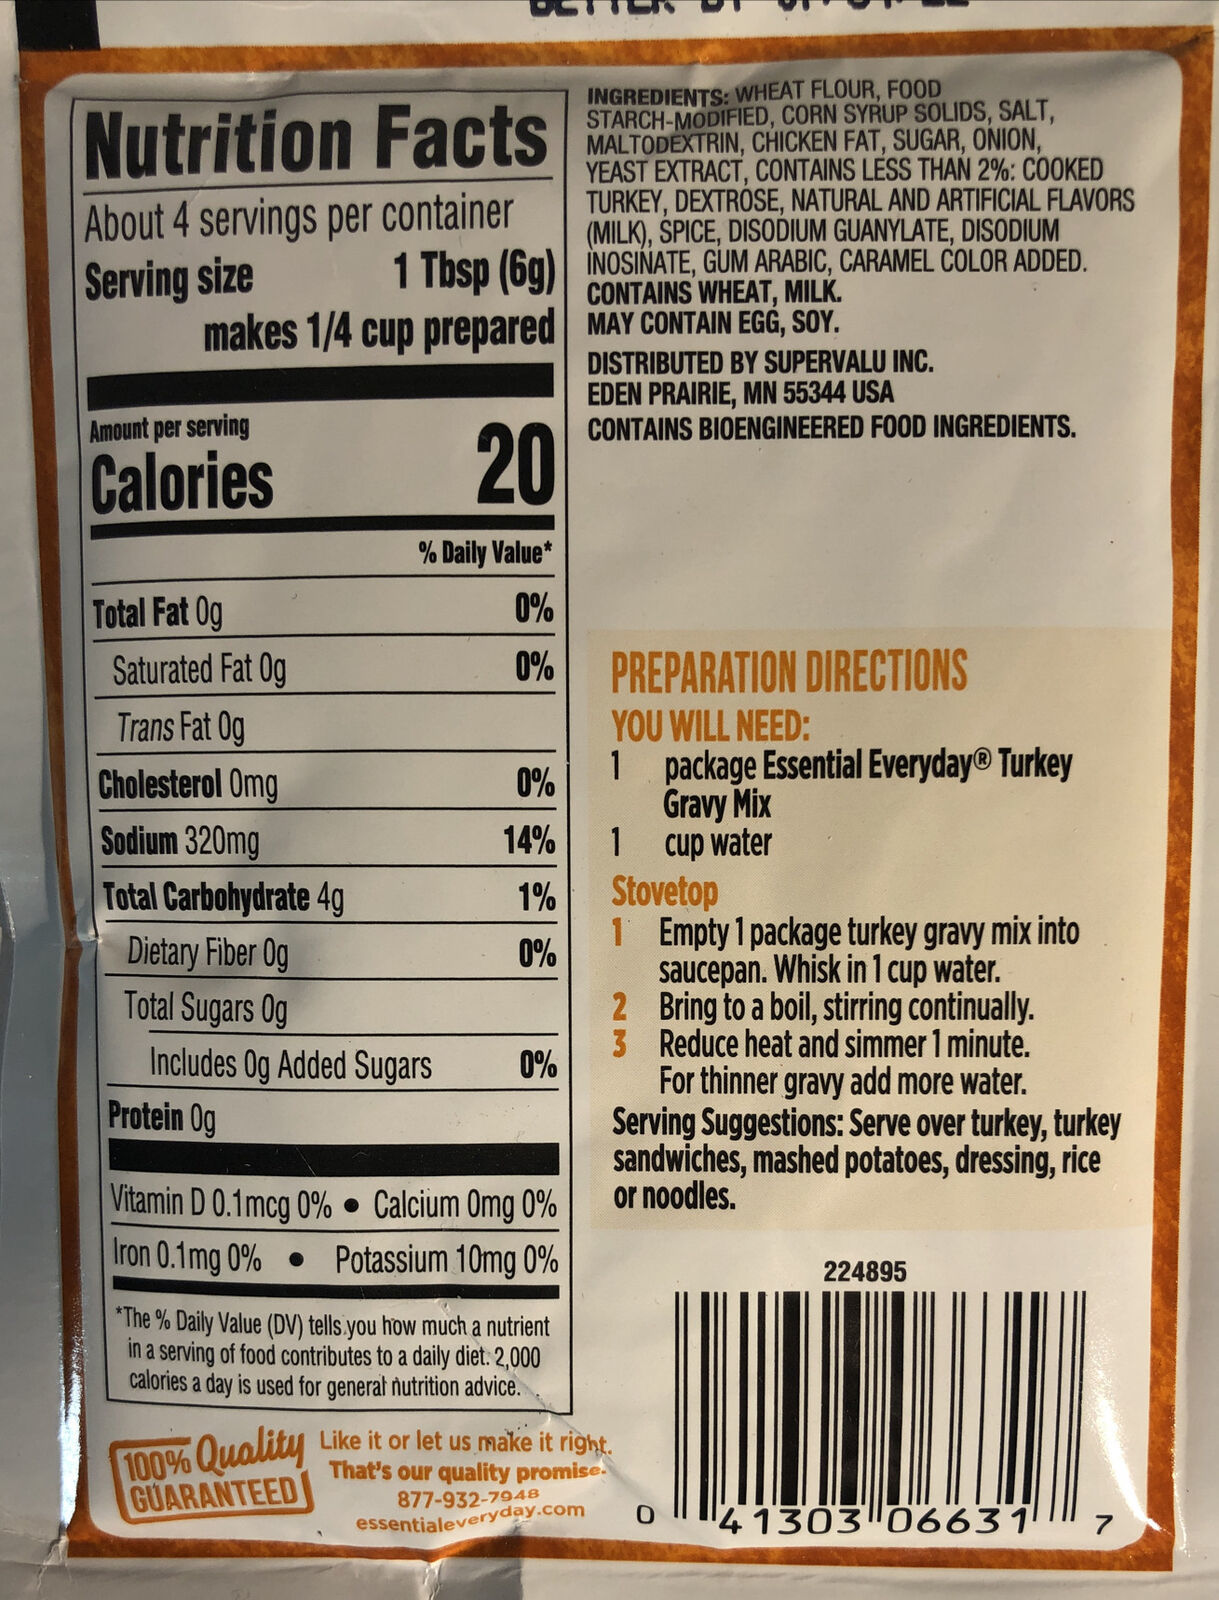 Nutrition Facts
About 4 servings per container
Serving size 1 Tbsp (6g)
makes 1/4 cup prepared
Amount per serving
Calories 20
% Daily Value*
Total Fat 0g 0%
Saturated Fat 0g 0%
Trans Fat 0g
Cholesterol 0mg 0%
Sodium 320mg 14%
Total Carbohydrate 4g 1%
Dietary Fiber 0g 0%
Total Sugars 0g
Includes 0g Added Sugars 0%
Protein 0g
Vitamin D 0.1mcg 0% • Calcium 0mg 0%
Iron 0.1mg 0% • Potassium 10mg 0%
*The % Daily Value (DV) tells you how much a nutrient
in a serving of food contributes to a daily diet. 2,000
calories a day is used for general nutrition advice.
100% Quality
GUARANTEED
Like it or let us make it right.
That's our quality promise.
877-932-7948
essentialeveryday.com
INGREDIENTS: WHEAT FLOUR, FOOD
STARCH-MODIFIED, CORN SYRUP SOLIDS, SALT,
MALTODEXTRIN, CHICKEN FAT, SUGAR, ONION,
YEAST EXTRACT, CONTAINS LESS THAN 2%: COOKED
TURKEY, DEXTROSE, NATURAL AND ARTIFICIAL FLAVORS
(MILK), SPICE, DISODIUM GUANYLATE, DISODIUM
INOSINATE, GUM ARABIC, CARAMEL COLOR ADDED.
CONTAINS WHEAT, MILK.
MAY CONTAIN EGG, SOY.
DISTRIBUTED BY SUPERVALU INC.
EDEN PRAIRIE, MN 55344 USA
CONTAINS BIOENGINEERED FOOD INGREDIENTS.
PREPARATION DIRECTIONS
YOU WILL NEED:
1 package Essential Everyday® Turkey
Gravy Mix
1 cup water
Stovetop
1 Empty 1 package turkey gravy mix into
saucepan. Whisk in 1 cup water.
2 Bring to a boil, stirring continually.
3 Reduce heat and simmer 1 minute.
For thinner gravy add more water.
Serving Suggestions: Serve over turkey, turkey
sandwiches, mashed potatoes, dressing, rice
or noodles.
224895
0 41303 06631 7